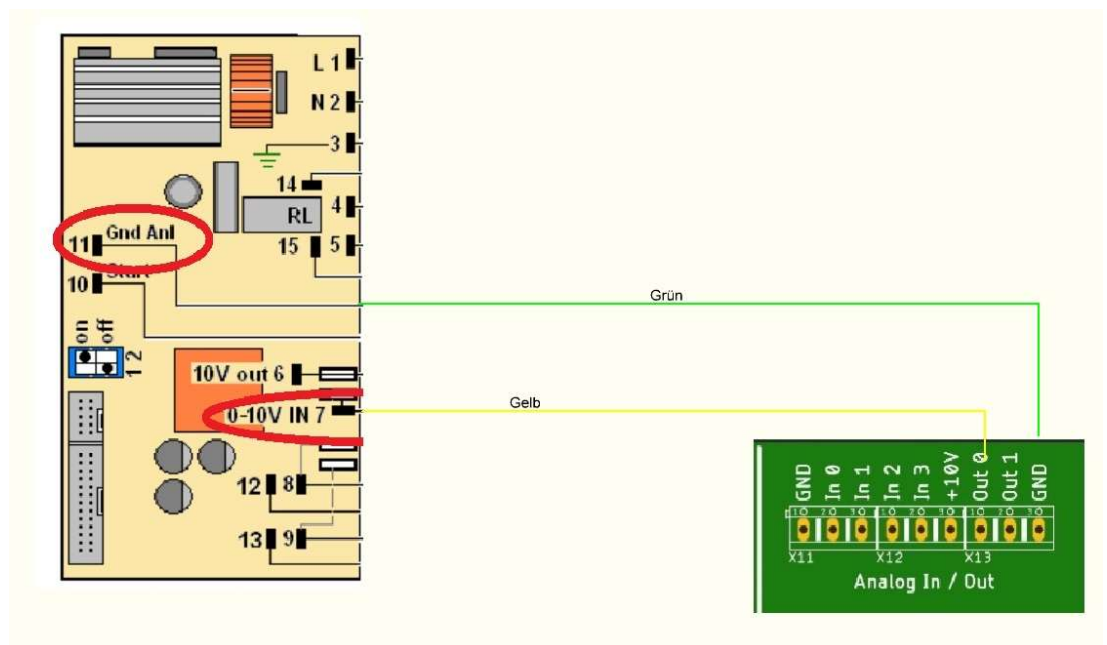 L 1
N 2
3
14
RL
4
15
5
11
Gnd Anl
10
Start
on
off
1 2
10V out 6
0-10V IN 7
12
8
13
9
Grün
Gelb
GND
In 0
In 1
In 2
In 3
+10V
Out 0
Out 1
GND
X11
X12
X13
Analog In / Out